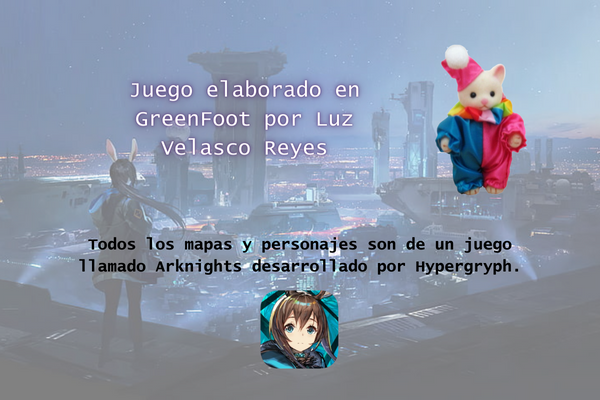 Juego elaborado en
GreenFoot por Luz
Velasco Reyes
Todos los mapas y personajes son de un juego
llamado Arknights desarrollado por Hypergryph.